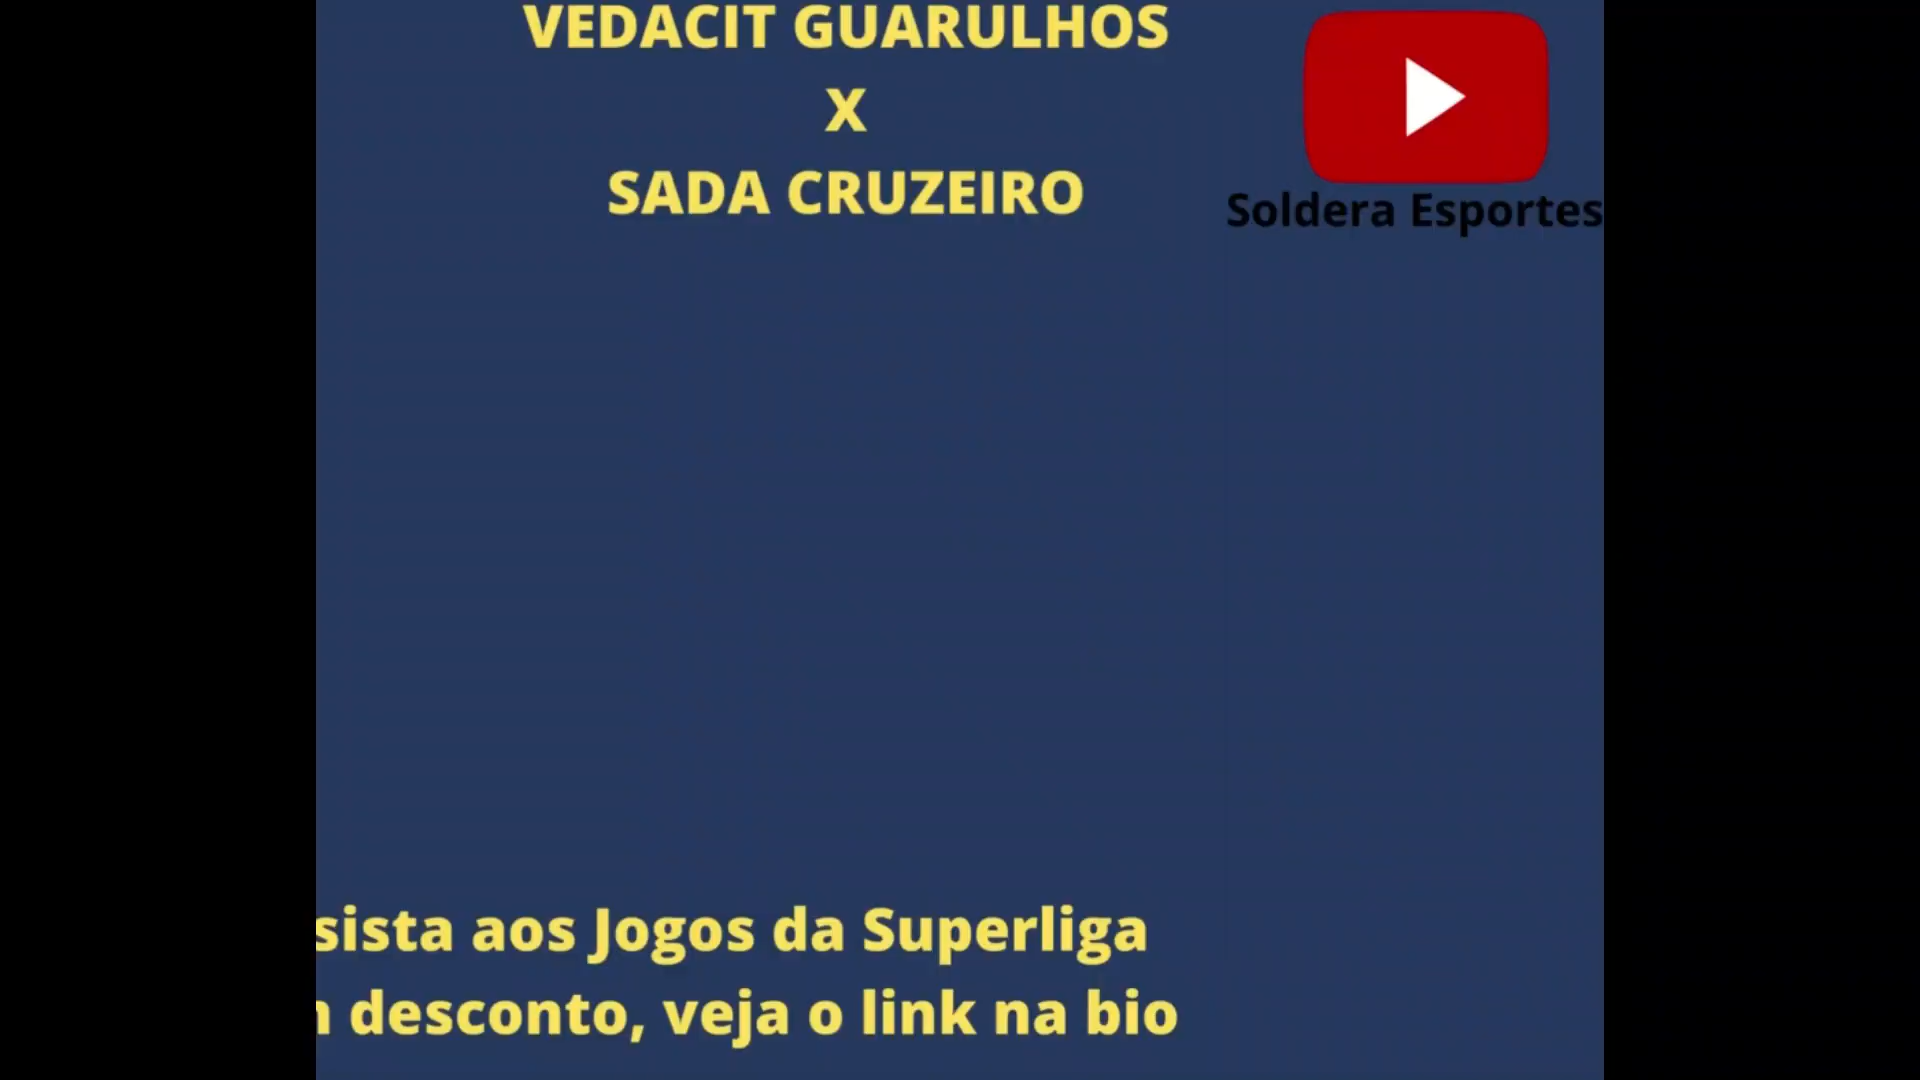 VEDACIT GUARULHOS
X
SADA CRUZEIRO
Soldera Esportes
sista aos Jogos da Superliga
desconto, veja o link na bio